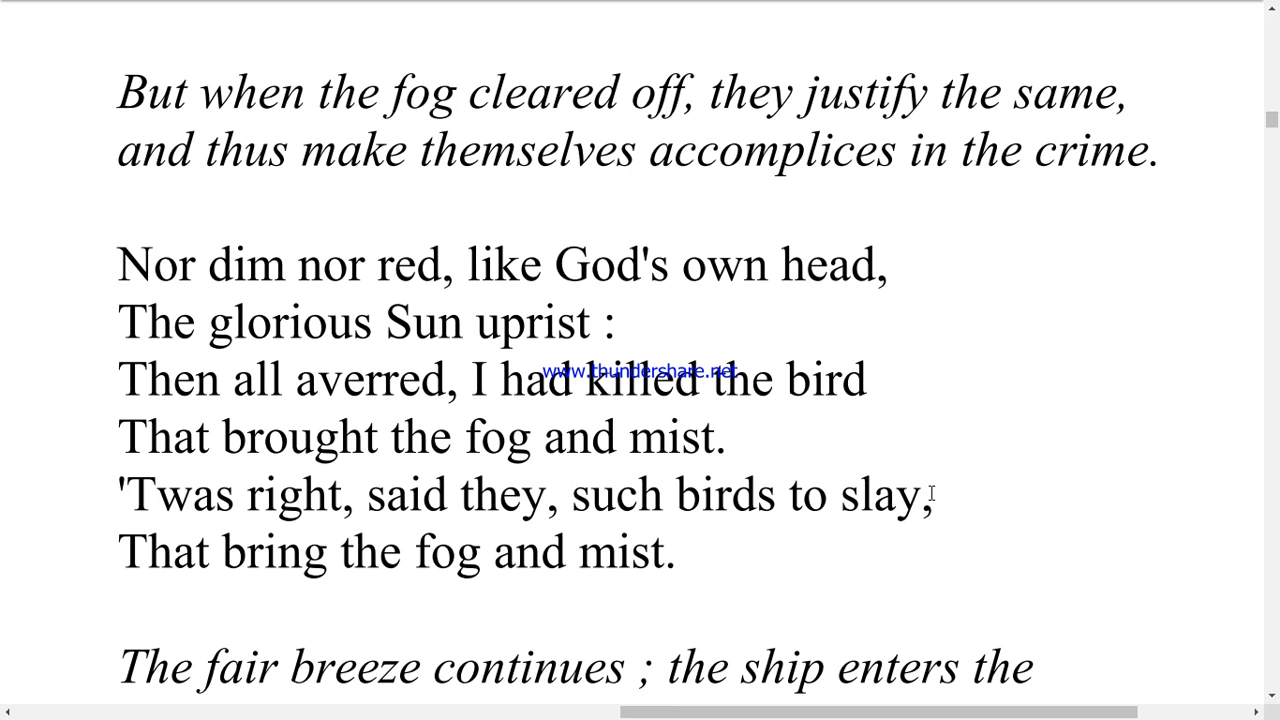 But when the fog cleared off, they justify the same,
and thus make themselves accomplices in the crime.
Nor dim nor red, like God's own head,
The glorious Sun uprist :
www.thundershare.net
Then all averred, I had killed the bird
That brought the fog and mist.
'Twas right, said they, such birds to slay,
That bring the fog and mist.
The fair breeze continues ; the ship enters the